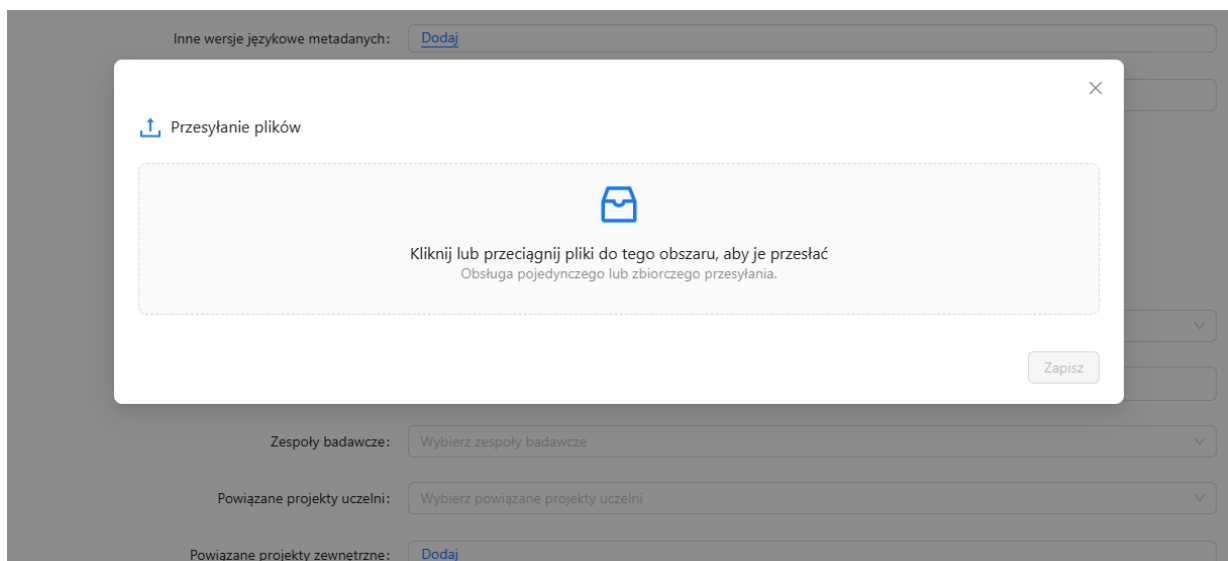 Inne wersje językowe metadanych:
Dodaj
Przesyłanie plików
Kliknij lub przeciągnij pliki do tego obszaru, aby je przesłać
Obsługa pojedynczego lub zbiorczego przesyłania.
Zapisz
Zespoły badawcze:
Wybierz zespoły badawcze
Powiązane projekty uczelni:
Wybierz powiązane projekty uczelni
Powiązane projekty zewnętrzne:
Dodaj